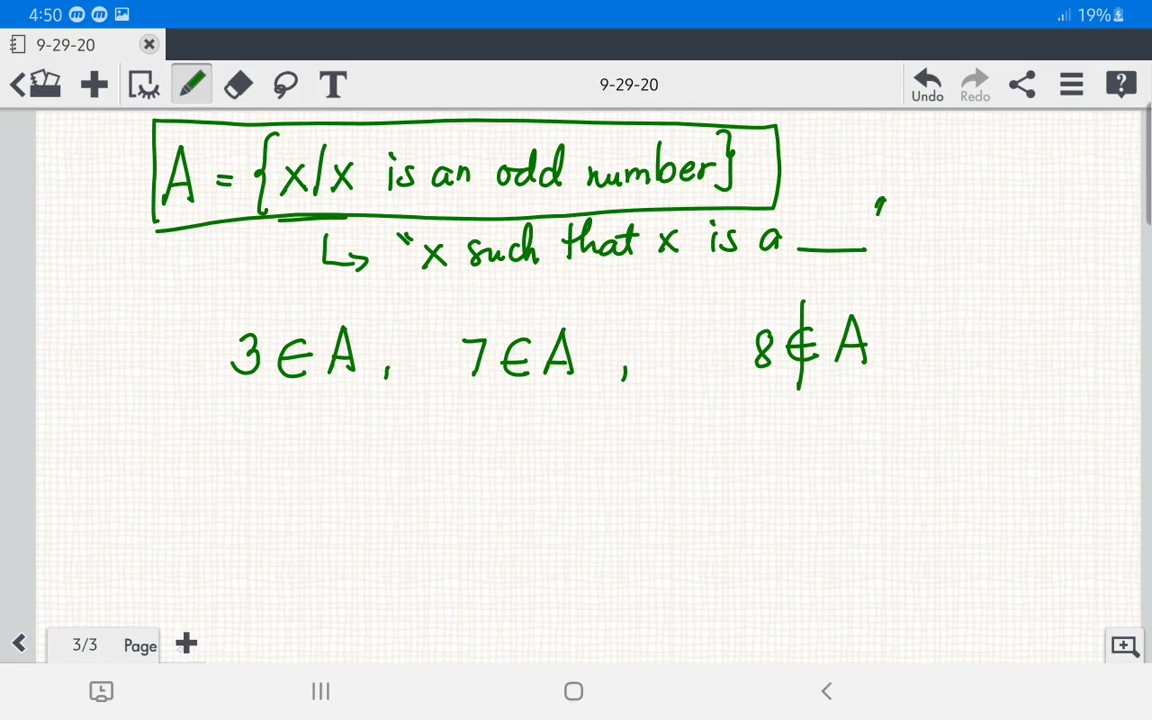 4:50 19%
9-29-20
T 9-29-20 Undo Redo ?
A = {x/x is an odd number}
"x such that x is a ____"
3 ∈ A, 7 ∈ A, 8 ∉ A
3/3 Page